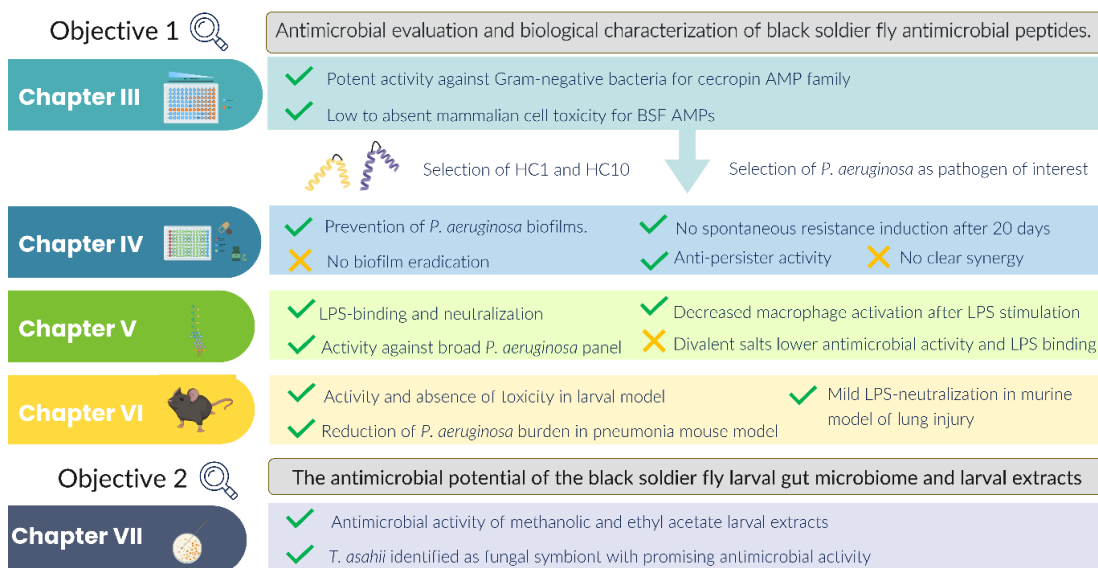 Objective 1
Antimicrobial evaluation and biological characterization of black soldier fly antimicrobial peptides.
Chapter III
Potent activity against Gram-negative bacteria for cecropin AMP family
Low to absent mammalian cell toxicity for BSF AMPs
Selection of HC1 and HC10
Selection of P. aeruginosa as pathogen of interest
Chapter IV
Prevention of P. aeruginosa biofilms.
No spontaneous resistance induction after 20 days
No biofilm eradication
Anti-persister activity
No clear synergy
Chapter V
LPS-binding and neutralization
Decreased macrophage activation after LPS stimulation
Activity against broad P. aeruginosa panel
Divalent salts lower antimicrobial activity and LPS binding
Chapter VI
Activity and absence of toxicity in larval model
Reduction of P. aeruginosa burden in pneumonia mouse model
Mild LPS-neutralization in murine
model of lung injury
Objective 2
The antimicrobial potential of the black soldier fly larval gut microbiome and larval extracts
Chapter VII
Antimicrobial activity of methanolic and ethyl acetate larval extracts
T. asahii identified as fungal symbiont with promising antimicrobial activity